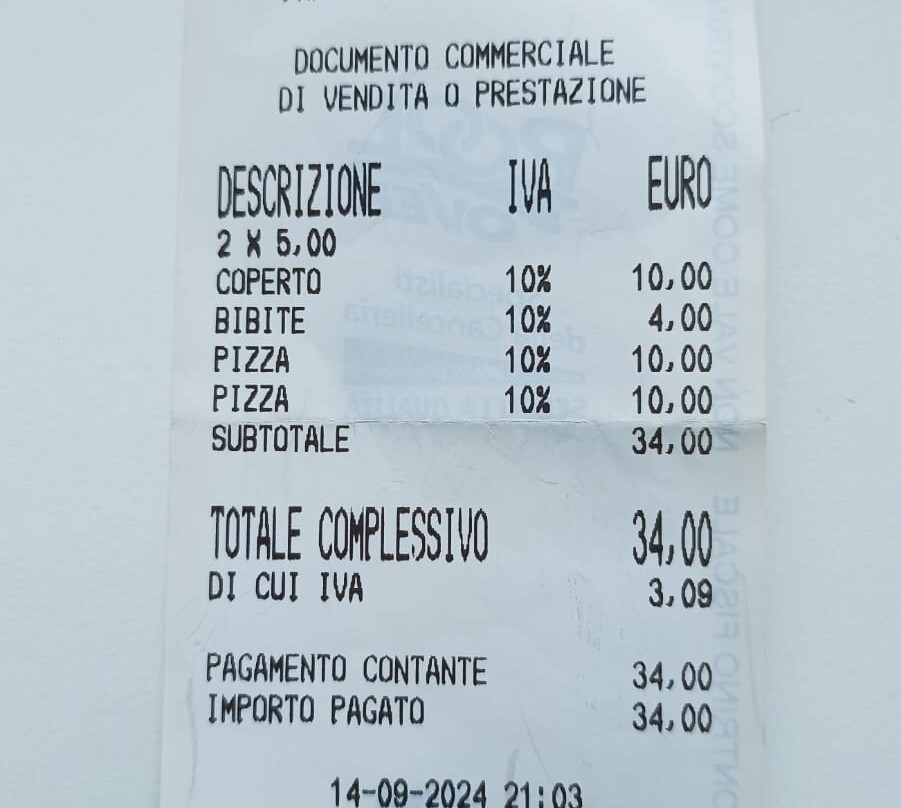 DOCUMENTO COMMERCIALE
DI VENDITA O PRESTAZIONE
DESCRIZIONE IVA EURO
2 X 5,00
COPERTO 10% 10,00
BIBITE 10% 4,00
PIZZA 10% 10,00
PIZZA 10% 10,00
SUBTOTALE 34,00
TOTALE COMPLESSIVO 34,00
DI CUI IVA 3,09
PAGAMENTO CONTANTE 34,00
IMPORTO PAGATO 34,00
14-09-2024 21:03